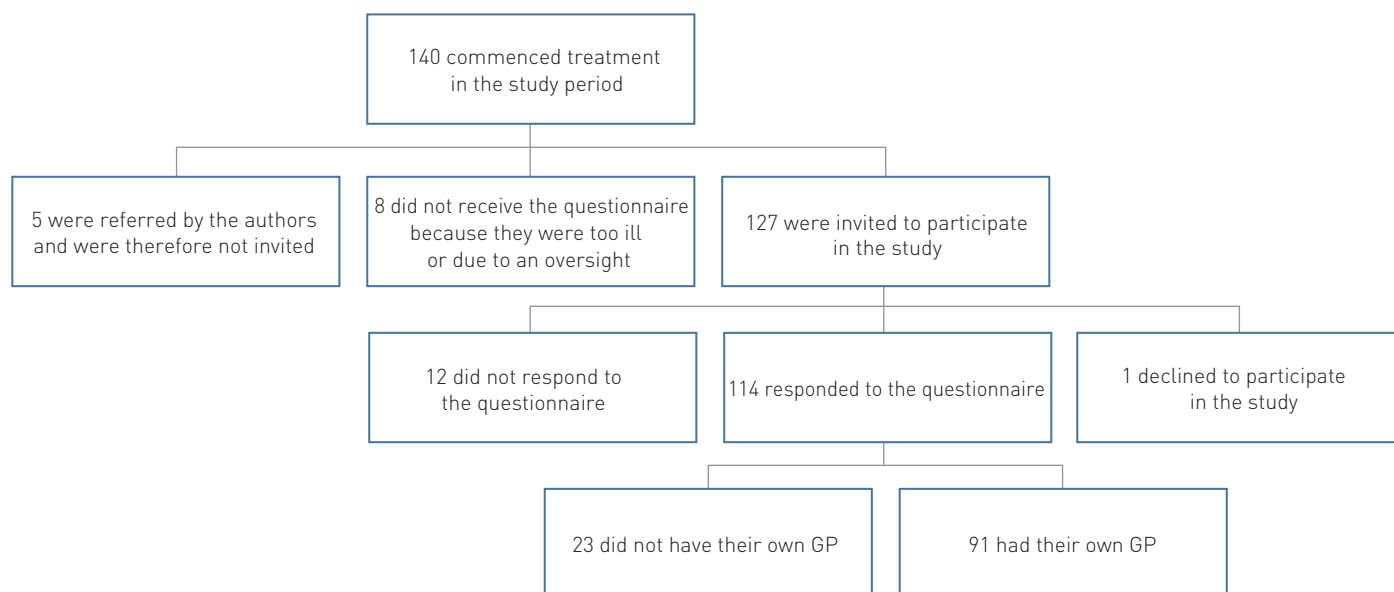 140 commenced treatment
in the study period
5 were referred by the authors
and were therefore not invited
8 did not receive the questionnaire
because they were too ill
or due to an oversight
127 were invited to participate
in the study
12 did not respond to
the questionnaire
114 responded to the questionnaire
1 declined to participate
in the study
23 did not have their own GP
91 had their own GP